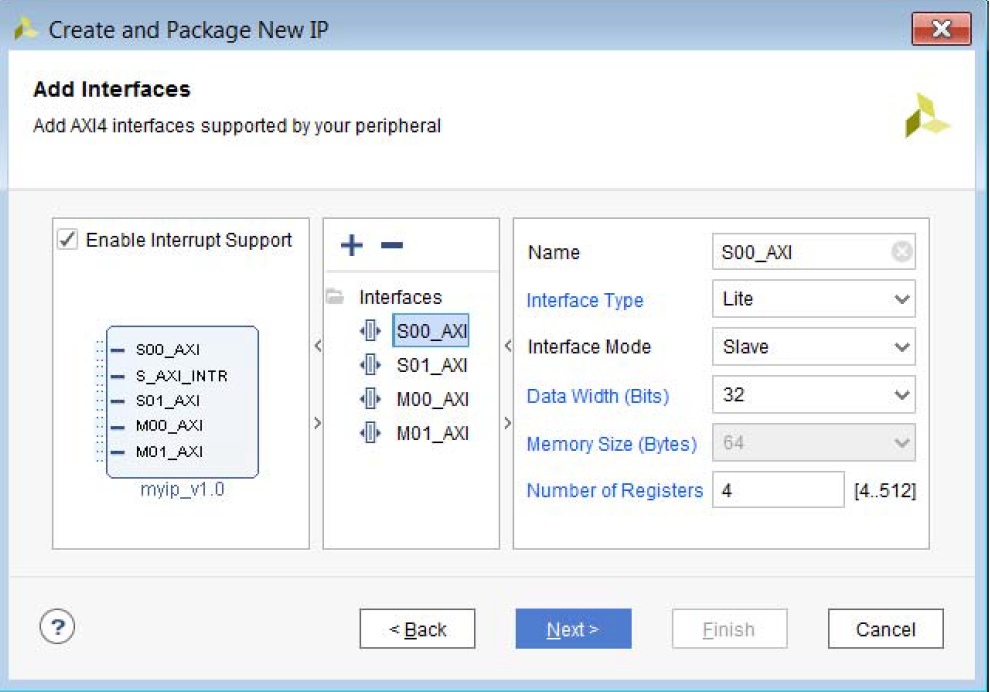 Create and Package New IP
Add Interfaces
Add AXI4 interfaces supported by your peripheral
Enable Interrupt Support
S00_AXI
S_AXI_INTR
S01_AXI
M00_AXI
M01_AXI
myip_v1.0
Interfaces
S00_AXI
S01_AXI
M00_AXI
M01_AXI
Name S00_AXI
Interface Type Lite
Interface Mode Slave
Data Width (Bits) 32
Memory Size (Bytes) 64
Number of Registers 4 [4..512]
? < Back Next > Finish Cancel